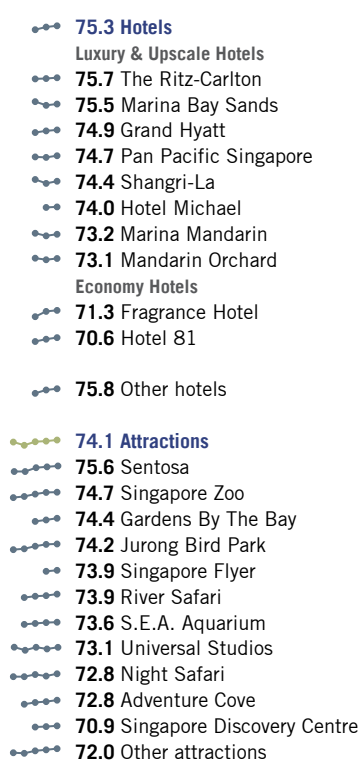 75.3 Hotels
Luxury & Upscale Hotels
75.7 The Ritz-Carlton
75.5 Marina Bay Sands
74.9 Grand Hyatt
74.7 Pan Pacific Singapore
74.4 Shangri-La
74.0 Hotel Michael
73.2 Marina Mandarin
73.1 Mandarin Orchard
Economy Hotels
71.3 Fragrance Hotel
70.6 Hotel 81
75.8 Other hotels
74.1 Attractions
75.6 Sentosa
74.7 Singapore Zoo
74.4 Gardens By The Bay
74.2 Jurong Bird Park
73.9 Singapore Flyer
73.9 River Safari
73.6 S.E.A. Aquarium
73.1 Universal Studios
72.8 Night Safari
72.8 Adventure Cove
70.9 Singapore Discovery Centre
72.0 Other attractions